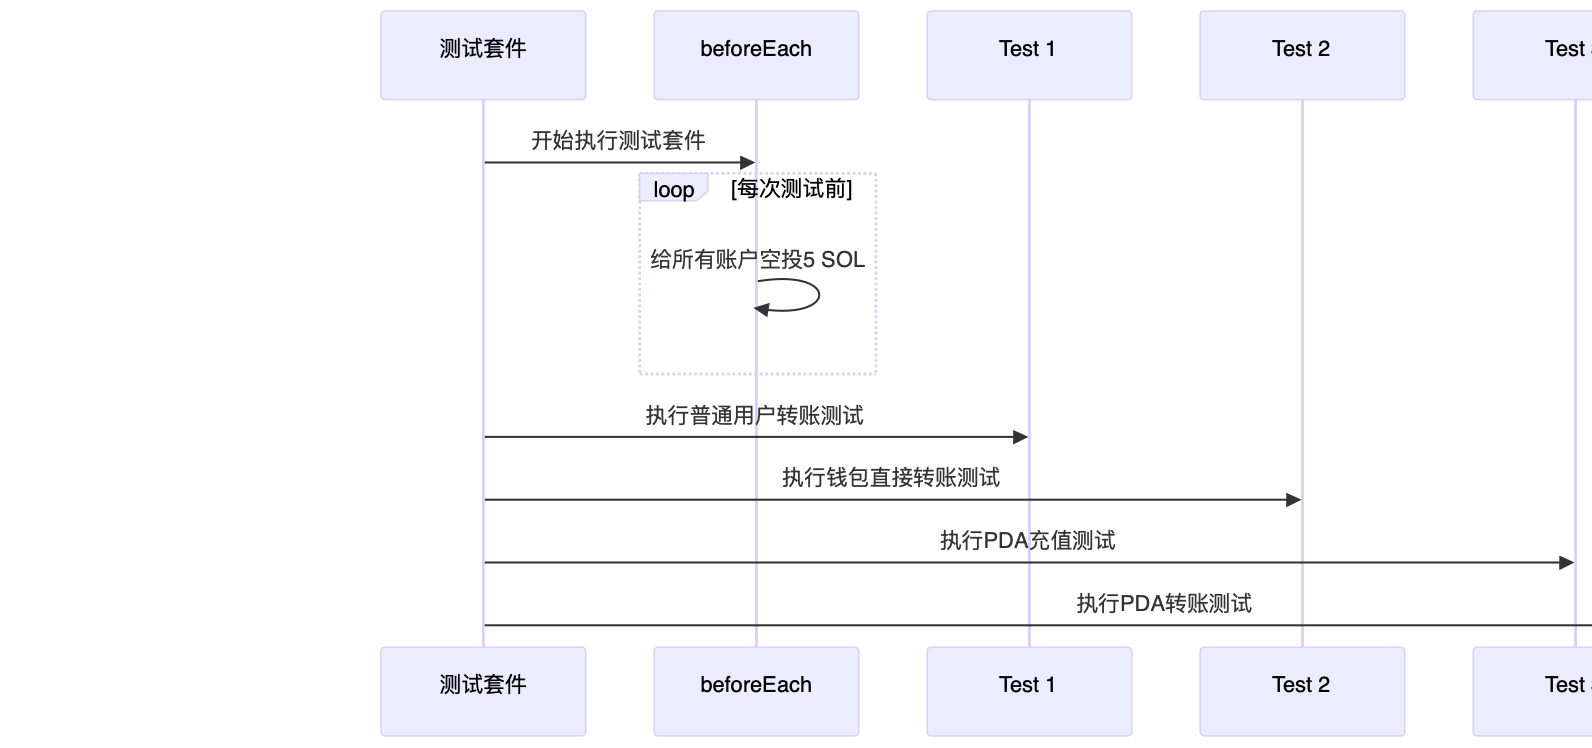 测试套件
beforeEach
Test 1
Test 2
Test
开始执行测试套件
loop
[每次测试前]
给所有账户空投5 SOL
执行普通用户转账测试
执行钱包直接转账测试
执行PDA充值测试
执行PDA转账测试
测试套件
beforeEach
Test 1
Test 2
Test